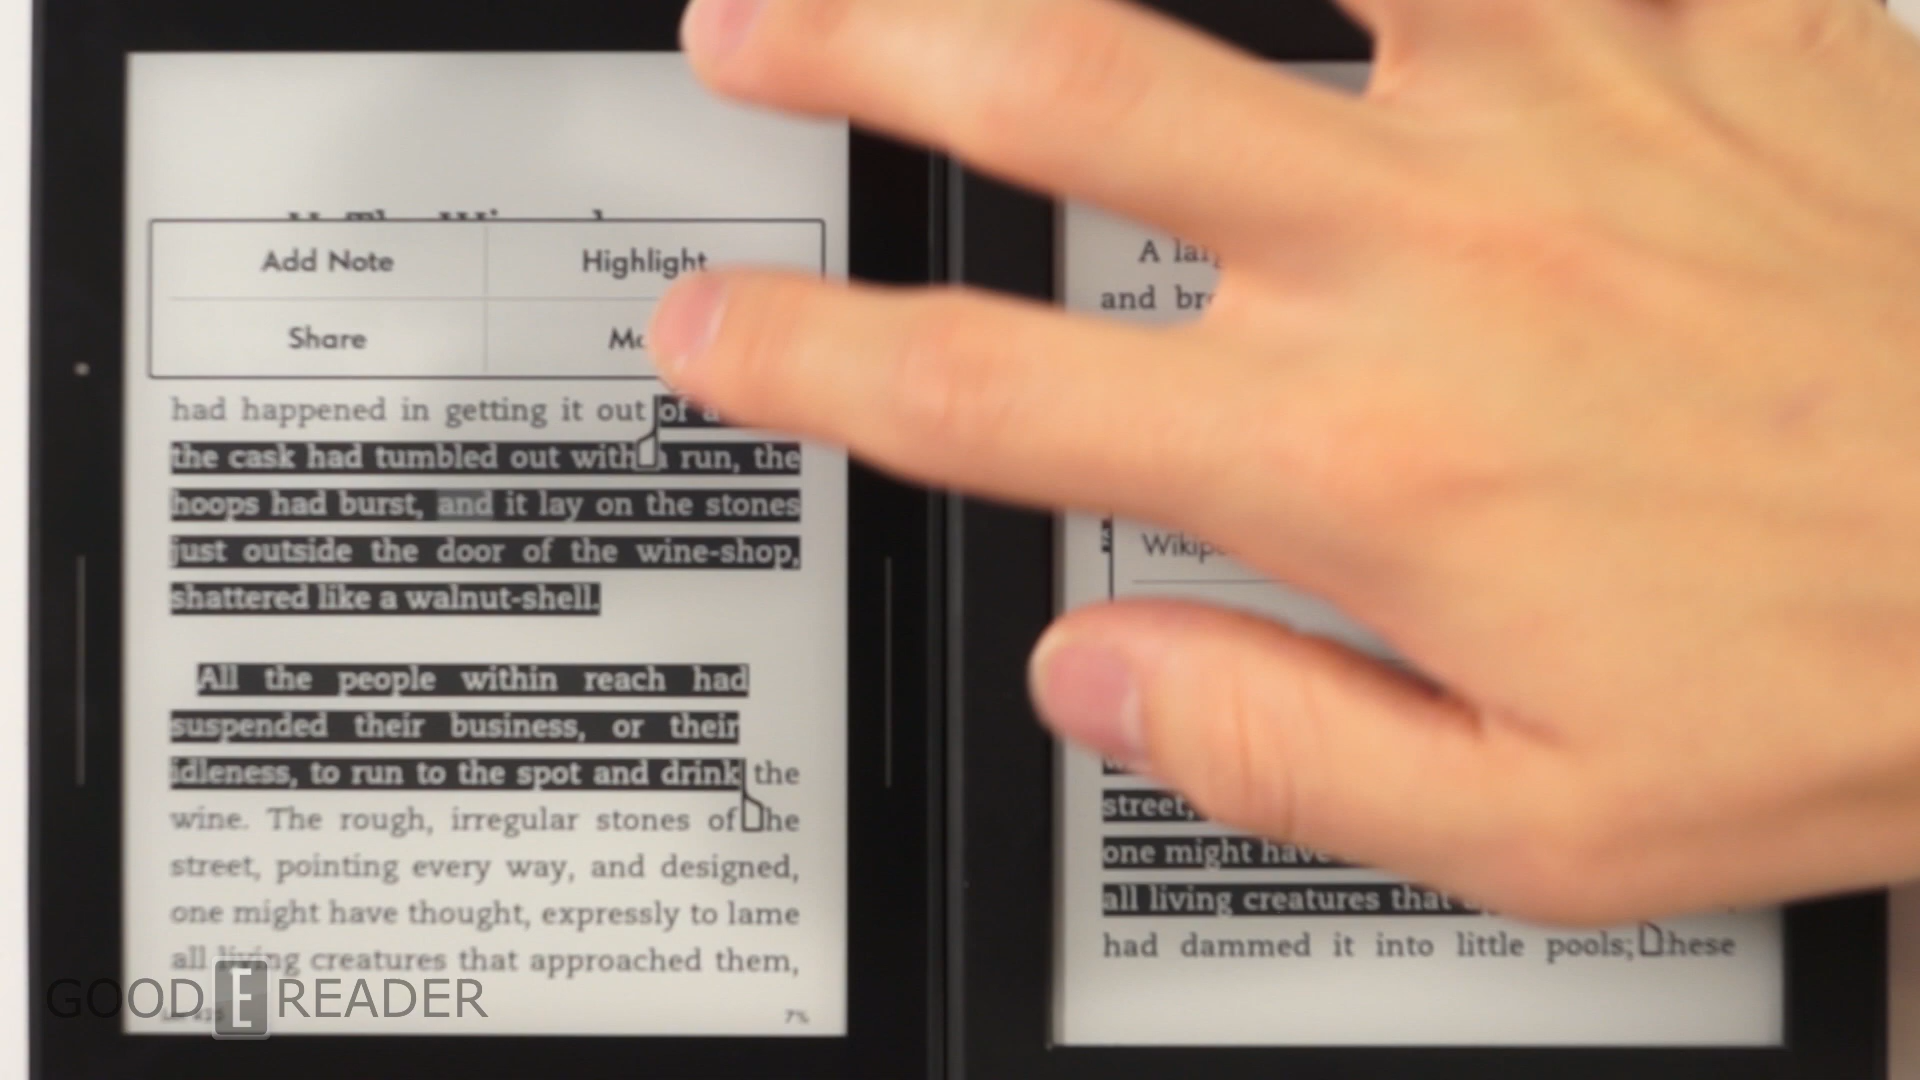 Add Note
Highlight
Share
had happened in getting it out of a
the cask had tumbled out with run, the
hoops had burst, and it lay on the stones
just outside the door of the wine-shop,
shattered like a walnut-shell.
All the people within reach had
suspended their business, or their
idleness, to run to the spot and drink the
wine. The rough, irregular stones of he
street, pointing every way, and designed,
one might have thought, expressly to lame
all living creatures that approached them,
7%
A
and
street,
one might have
all living creatures that
had dammed it into little pools; hese
GOOD E READER